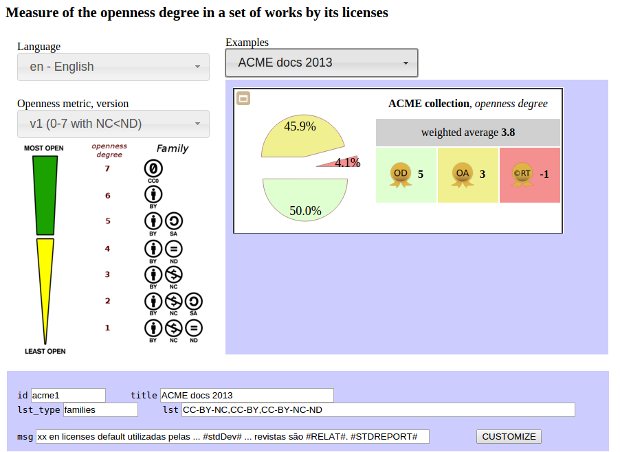 Measure of the openness degree in a set of works by its licenses
Language
en - English
Openness metric, version
v1 (0-7 with NC<ND)
MOST OPEN
openness
degree
Family
7
CC0
6
BY
5
BY SA
4
BY ND
3
BY NC
2
BY NC SA
1
BY NC ND
LEAST OPEN
Examples
ACME docs 2013
45.9%
4.1%
50.0%
ACME collection, openness degree
weighted average 3.8
OD 5 OA 3 ©RT -1
id acme1 title ACME docs 2013
lst_type families lst CC-BY-NC,CC-BY,CC-BY-NC-ND
msg xx en licenses default utilizadas pelas ... #stdDev# ... revistas são #RELAT#. #STDREPORT# CUSTOMIZE